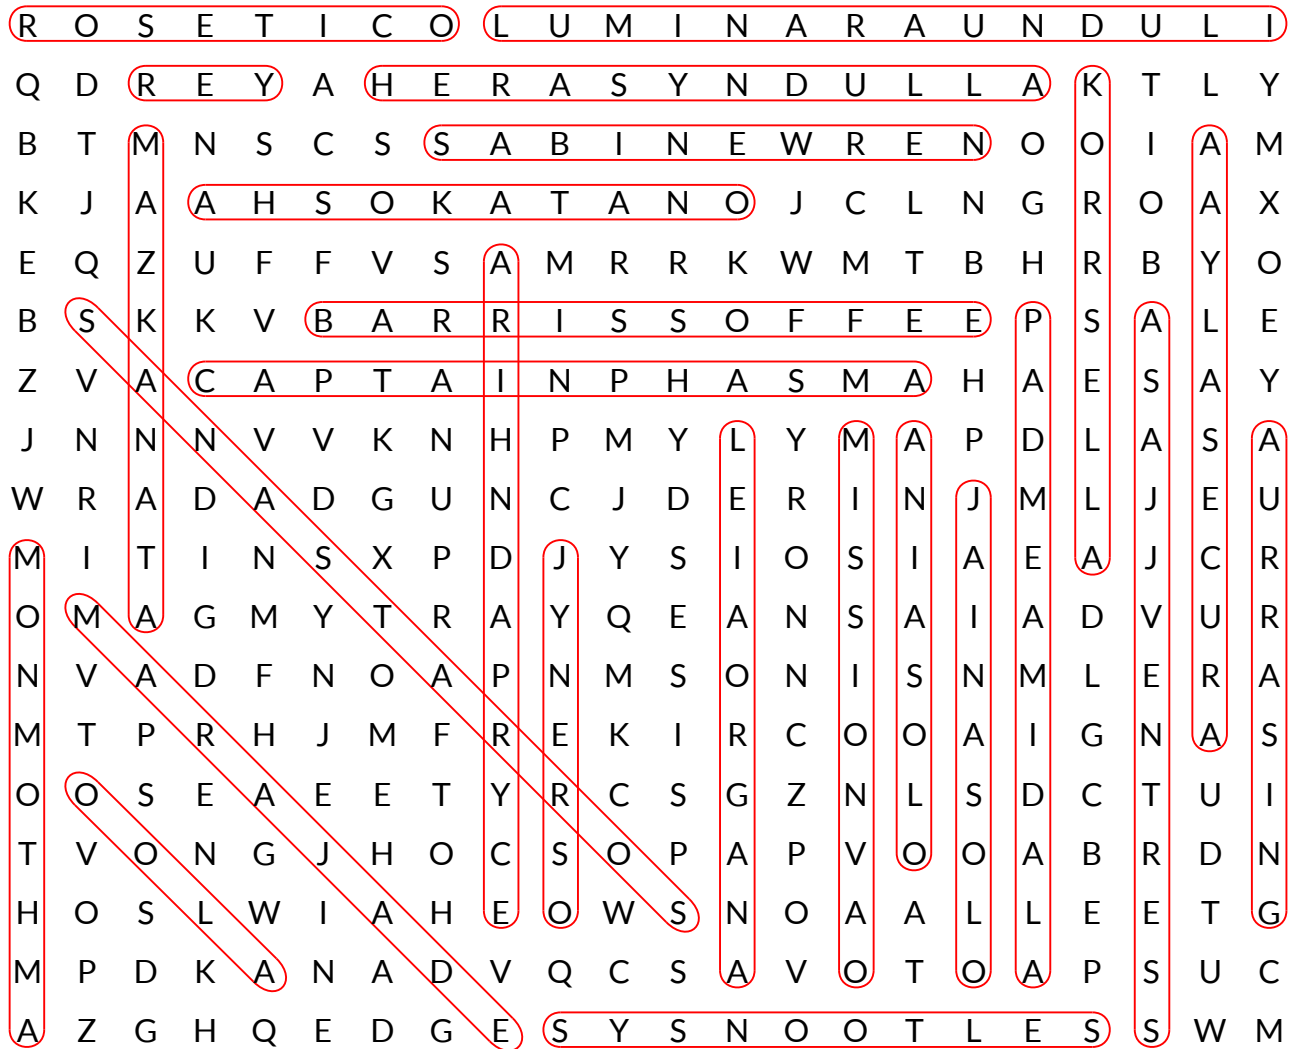 R O S E T I C O L U M I N A R A U N D U L I
Q D R E Y A H E R A S Y N D U L L A K T L Y
B T M N S C S S A B I N E W R E N O O I A M
K J A A H S O K A T A N O J C L N G R O A X
E Q Z U F F V S A M R R K W M T B H R B Y O
B S K K V B A R R I S S O F F E E P S A L E
Z V A C A P T A I N P H A S M A H A E S A Y
J N N N V V K N H P M Y L Y M A P D L A S A
W R A D A D G U N C J D E R I N J M L J E U
M I T I N S X P D J Y S I O S I A E A J C R
O M A G M Y T R A Y Q E A N S A I A D V U R
N V A D F N O A P N M S O N I S N M L E R A
M T P R H J M F R E K I R C O O A I G N A S
O O S E A E E T Y R C S G Z N L S D C T U I
T V O N G J H O C S O P A P V O O A B R D N
H O S L W I A H E O W S N O A A L L E E T G
M P D K A N A D V Q C S A V O T O A P S U C
A Z G H Q E D G E S Y S N O O T L E S S W M